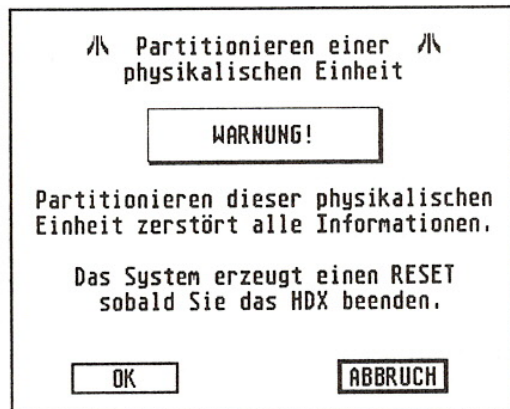 Partitionieren einer
physikalischen Einheit
WARNUNG!
Partitionieren dieser physikalischen
Einheit zerstört alle Informationen.
Das System erzeugt einen RESET
sobald Sie das HDX beenden.
OK
ABBRUCH